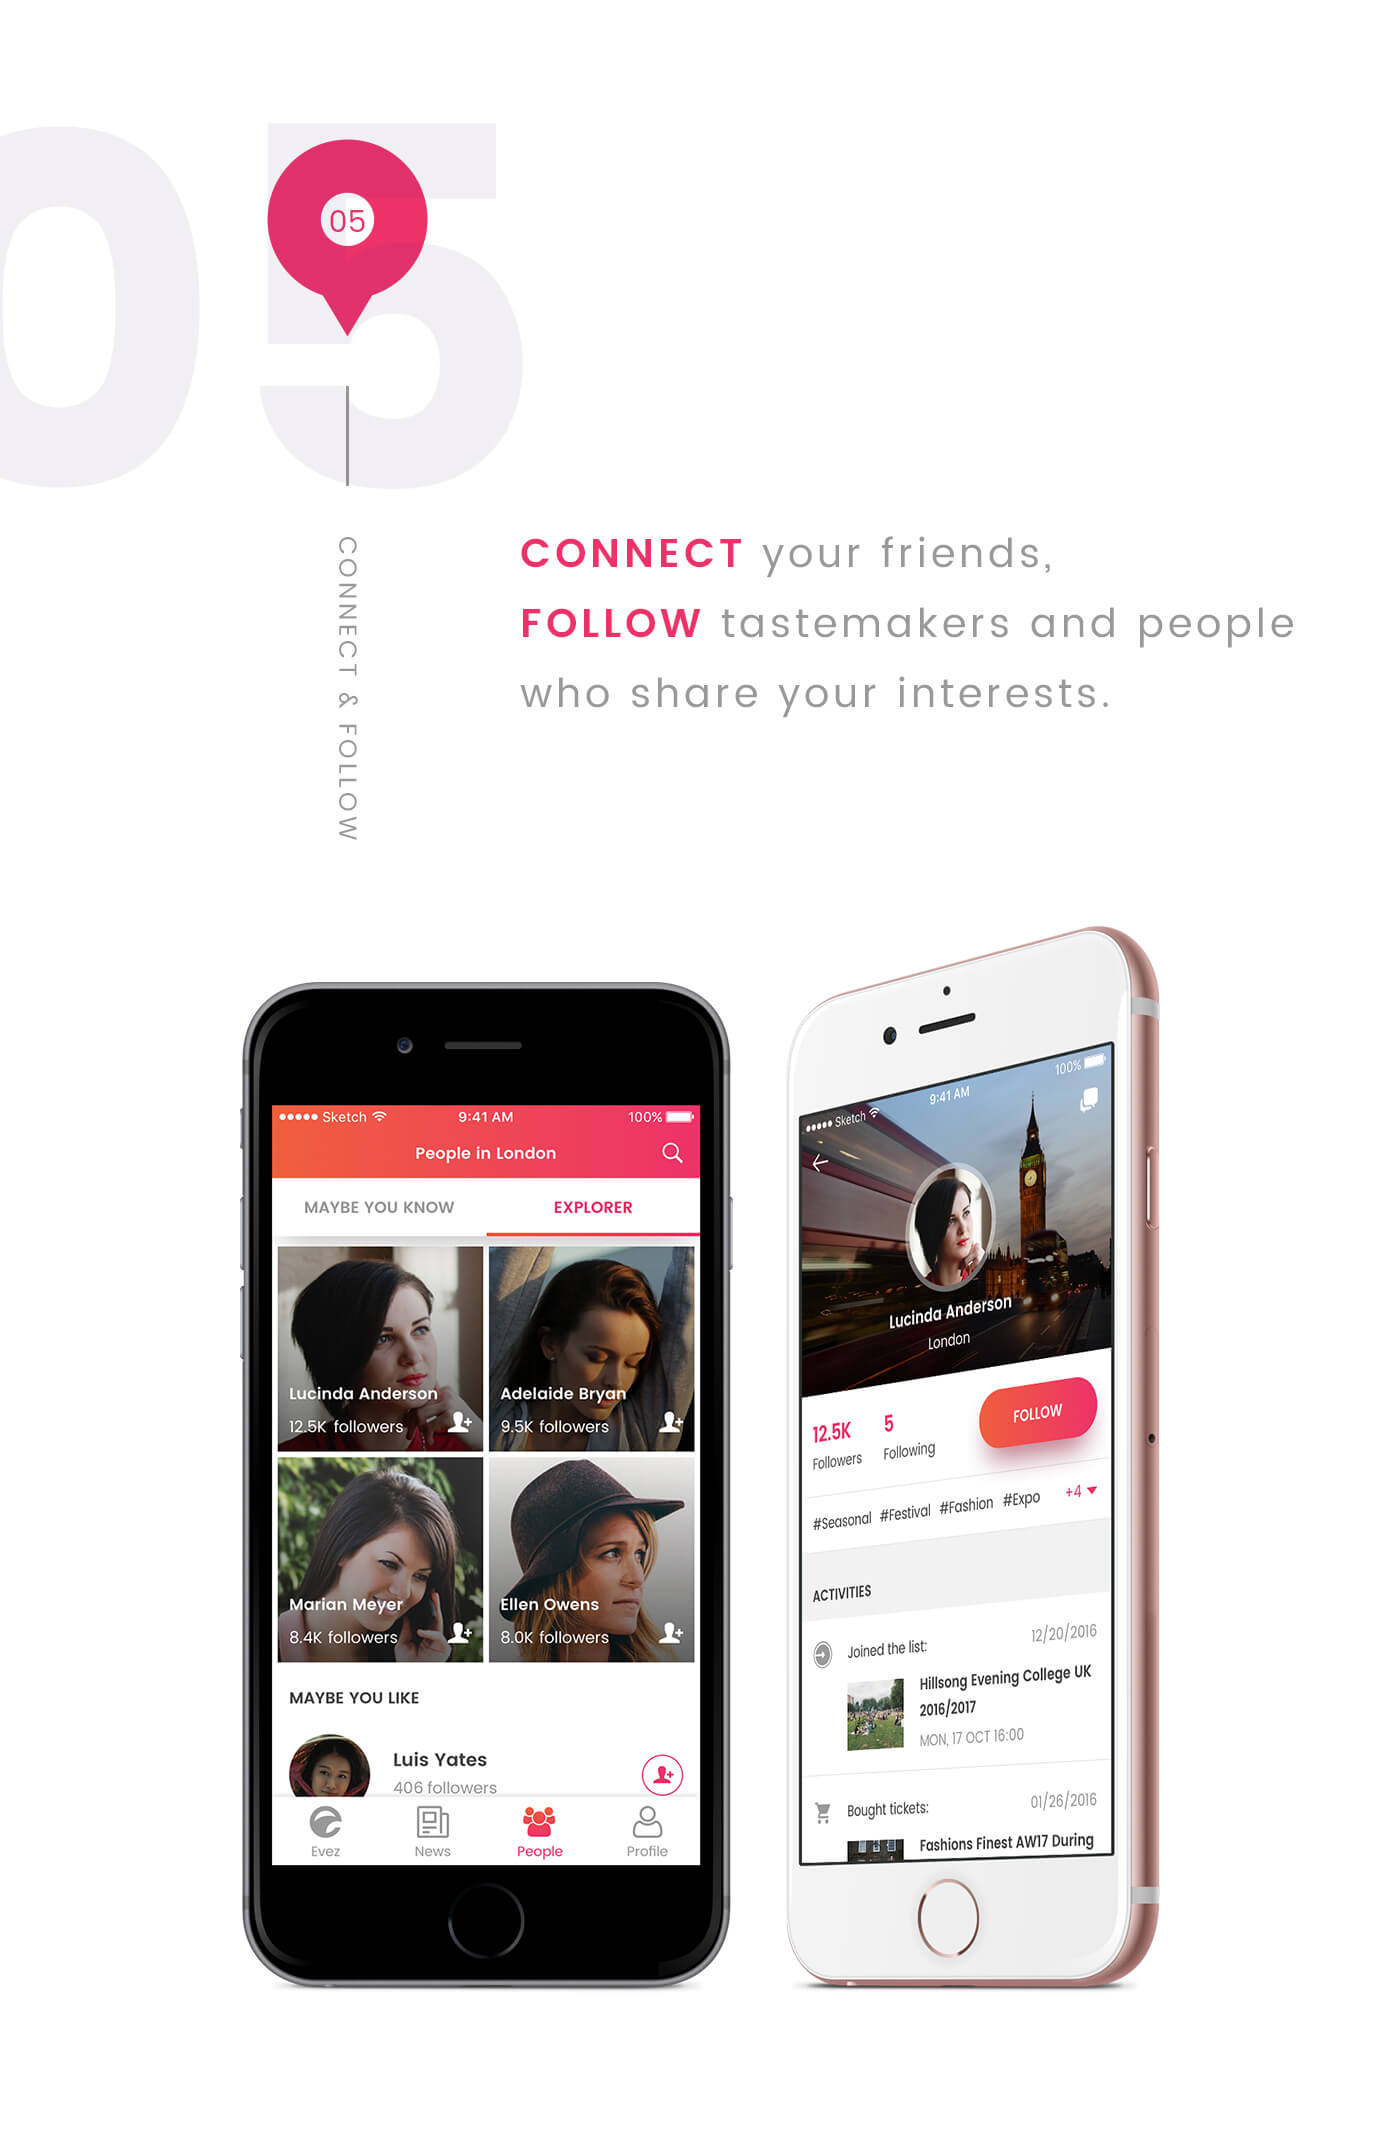 05
05
CONNECT & FOLLOW
CONNECT your friends,
FOLLOW tastemakers and people
who share your interests.
Sketch 9:41 AM 100%
People in London
MAYBE YOU KNOW EXPLORER
Lucinda Anderson
12.5K followers
Adelaide Bryan
9.5K followers
Marian Meyer
8.4K followers
Ellen Owens
8.0K followers
MAYBE YOU LIKE
Luis Yates
406 followers
Evez News People Profile
Sketch 9:41 AM 100%
Lucinda Anderson
London
12.5K 5
Followers Following
FOLLOW
#Seasonal #Festival #Fashion #Expo +4
ACTIVITIES
Joined the list: 12/20/2016
Hillsong Evening College UK
2016/2017
MON, 17 OCT 16:00
Bought tickets: 01/26/2016
Fashions Finest AW17 During